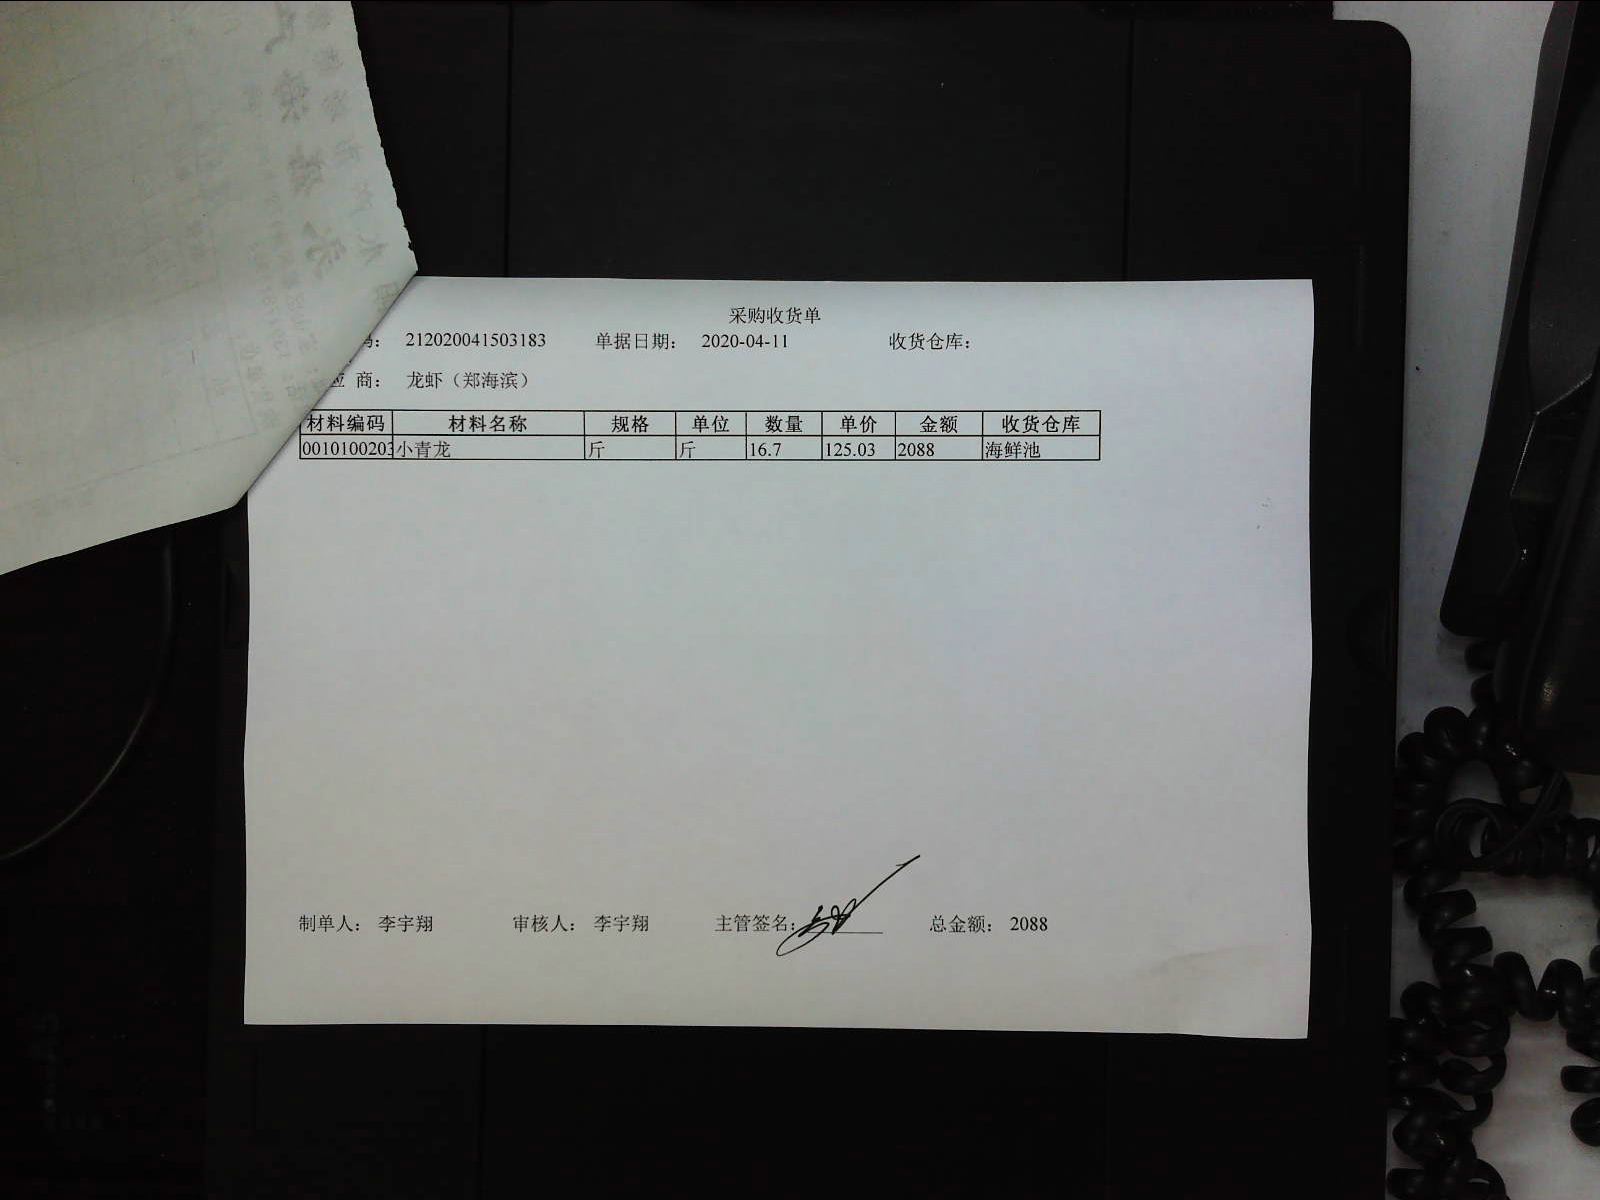 采购收货单
码： 212020041503183 单据日期： 2020-04-11 收货仓库：
应 商： 龙虾（郑海滨）
材料编码 材料名称 规格 单位 数量 单价 金额 收货仓库
0010100203 小青龙 斤 斤 16.7 125.03 2088 海鲜池
制单人： 李宇翔 审核人： 李宇翔 主管签名： 总金额： 2088